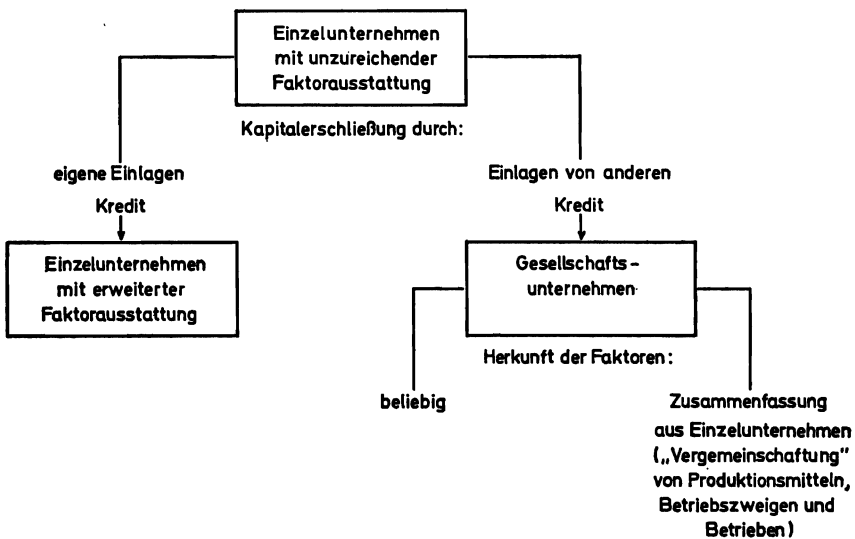 Einzelunternehmen
mit unzureichender
Faktorausstattung
Kapitalerschließung durch:
eigene Einlagen
Kredit
Einlagen von anderen
Kredit
Einzelunternehmen
mit erweiterter
Faktorausstattung
Gesellschafts-
unternehmen
Herkunft der Faktoren:
beliebig
Zusammenfassung
aus Einzelunternehmen
(„Vergemeinschaftung"
von Produktionsmitteln,
Betriebszweigen und
Betrieben)